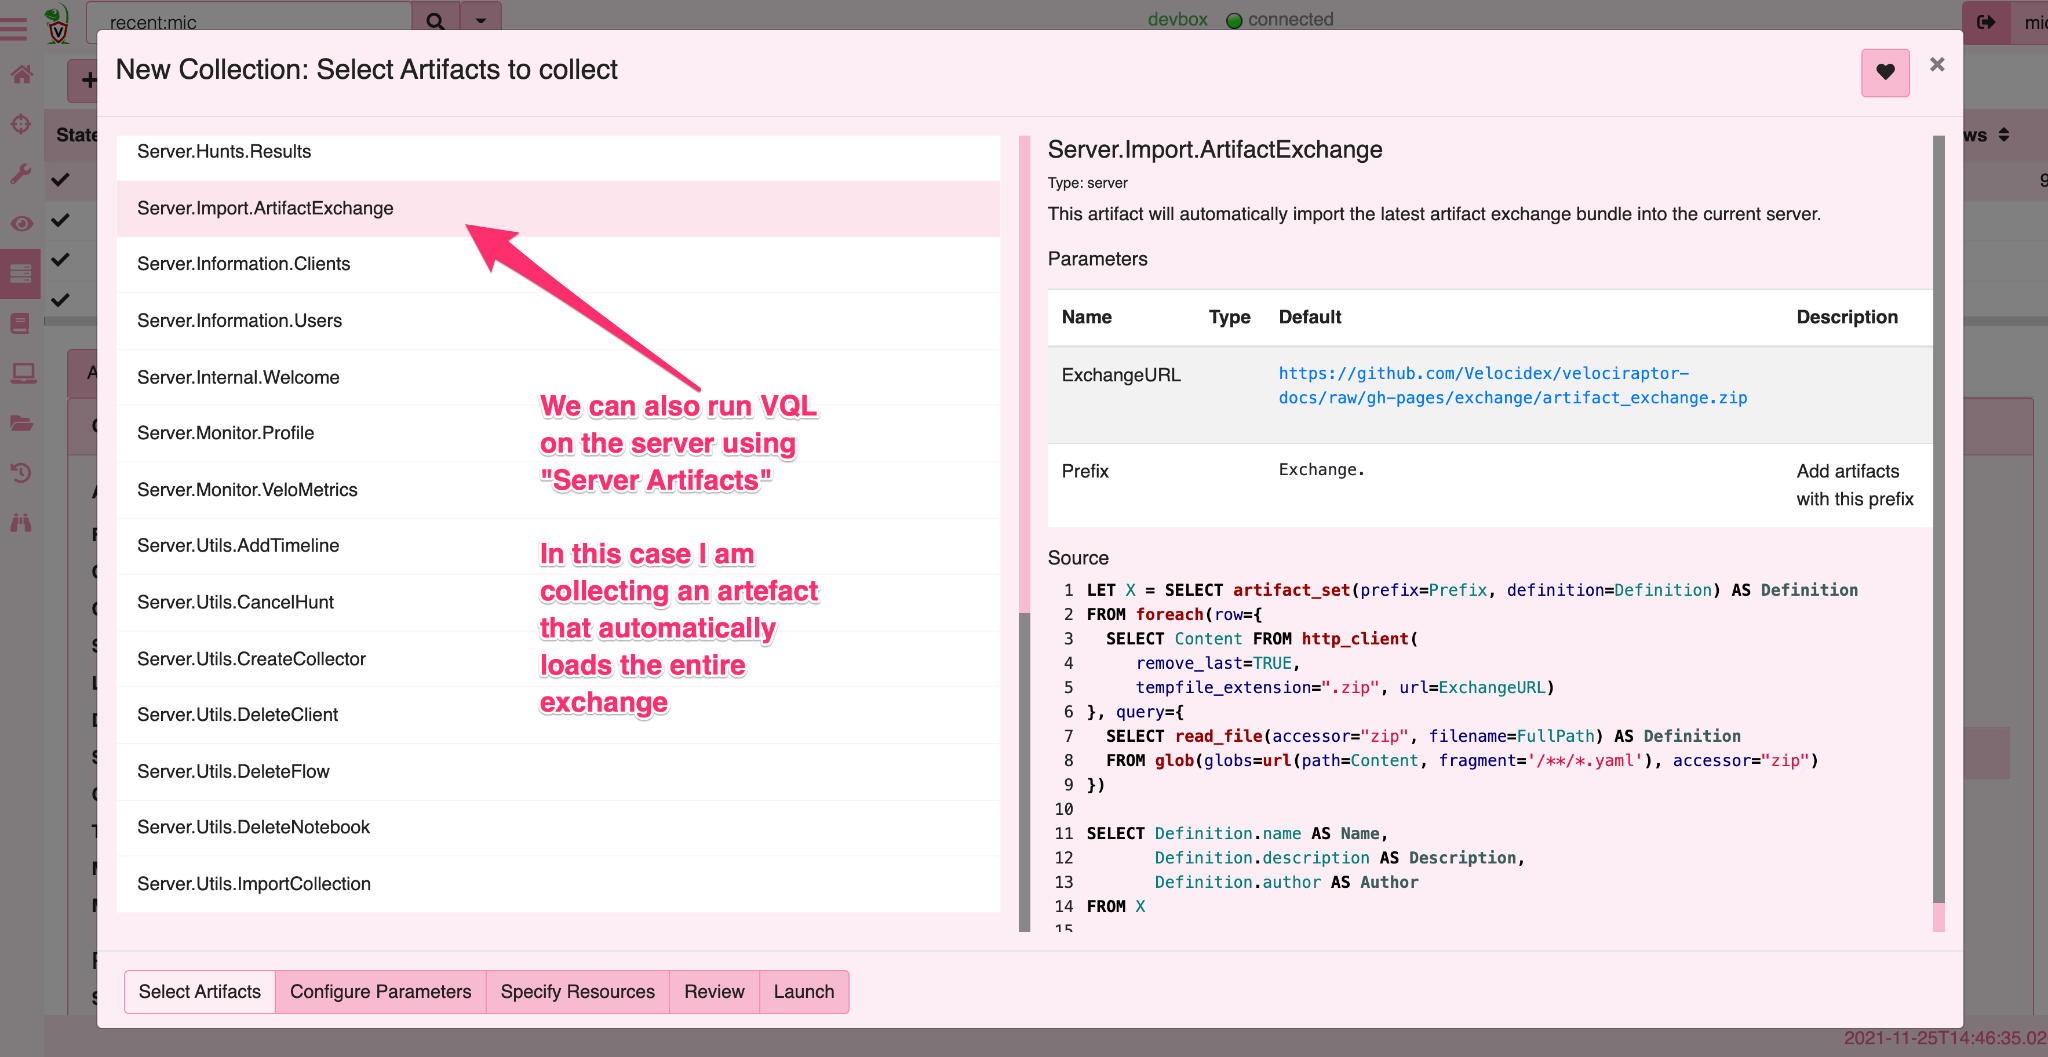 recent:mic
devbox connected
mic
New Collection: Select Artifacts to collect
×
State
ws
9
Server.Hunts.Results
Server.Import.ArtifactExchange
Server.Information.Clients
Server.Information.Users
Server.Internal.Welcome
Server.Monitor.Profile
Server.Monitor.VeloMetrics
Server.Utils.AddTimeline
Server.Utils.CancelHunt
Server.Utils.CreateCollector
Server.Utils.DeleteClient
Server.Utils.DeleteFlow
Server.Utils.DeleteNotebook
Server.Utils.ImportCollection
We can also run VQL
on the server using
"Server Artifacts"
In this case I am
collecting an artefact
that automatically
loads the entire
exchange
Server.Import.ArtifactExchange
Type: server
This artifact will automatically import the latest artifact exchange bundle into the current server.
Parameters
Name Type Default Description
ExchangeURL https://github.com/Velocidex/velociraptor-
docs/raw/gh-pages/exchange/artifact_exchange.zip
Prefix Exchange. Add artifacts
with this prefix
Source
1 LET X = SELECT artifact_set(prefix=Prefix, definition=Definition) AS Definition
2 FROM foreach(row={
3   SELECT Content FROM http_client(
4      remove_last=TRUE,
5      tempfile_extension=".zip", url=ExchangeURL)
6 }, query={
7   SELECT read_file(accessor="zip", filename=FullPath) AS Definition
8   FROM glob(globs=url(path=Content, fragment='/**/*.yaml'), accessor="zip")
9 })
10
11 SELECT Definition.name AS Name,
12        Definition.description AS Description,
13        Definition.author AS Author
14 FROM X
15
Select Artifacts Configure Parameters Specify Resources Review Launch
2021-11-25T14:46:35.02